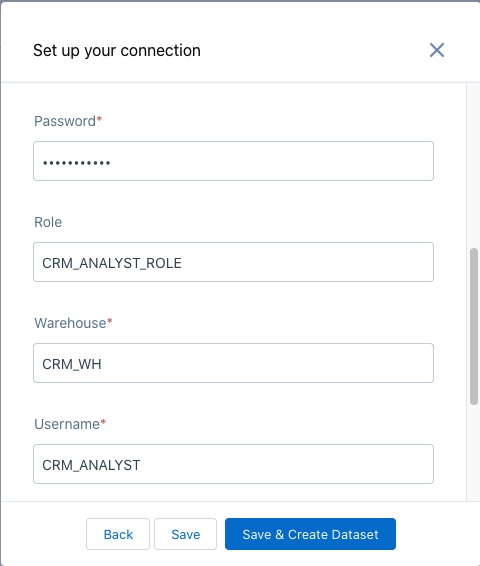 Set up your connection
Password*
•••••••••••
Role
CRM_ANALYST_ROLE
Warehouse*
CRM_WH
Username*
CRM_ANALYST
Back Save Save & Create Dataset